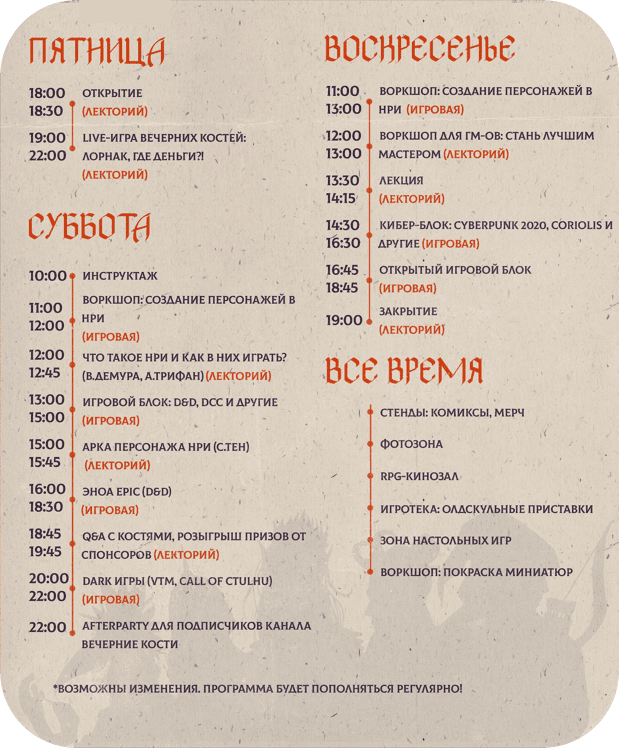 ПЯТНИЦА
18:00
18:30
ОТКРЫТИЕ
(ЛЕКТОРИЙ)
19:00
22:00
LIVE-ИГРА ВЕЧЕРНИХ КОСТЕЙ:
ЛОРНАК, ГДЕ ДЕНЬГИ?!
(ЛЕКТОРИЙ)
СУББОТА
10:00
ИНСТРУКТАЖ
11:00
12:00
ВОРКШОП: СОЗДАНИЕ ПЕРСОНАЖЕЙ В
НРИ
(ИГРОВАЯ)
12:00
12:45
ЧТО ТАКОЕ НРИ И КАК В НИХ ИГРАТЬ?
(В.ДЕМУРА, А.ТРИФАН) (ЛЕКТОРИЙ)
13:00
15:00
ИГРОВОЙ БЛОК: D&D, DCC И ДРУГИЕ
(ИГРОВАЯ)
15:00
15:45
АРКА ПЕРСОНАЖА НРИ (С.ТЕН)
(ЛЕКТОРИЙ)
16:00
18:30
ЭНОА EPIC (D&D)
(ИГРОВАЯ)
18:45
19:45
Q&A С КОСТЯМИ, РОЗЫГРЫШ ПРИЗОВ ОТ
СПОНСОРОВ (ЛЕКТОРИЙ)
20:00
22:00
DARK ИГРЫ (VTM, CALL OF CTULHU)
(ИГРОВАЯ)
22:00
AFTERPARTY ДЛЯ ПОДПИСЧИКОВ КАНАЛА
ВЕЧЕРНИЕ КОСТИ
ВОСКРЕСЕНЬЕ
11:00
13:00
ВОРКШОП: СОЗДАНИЕ ПЕРСОНАЖЕЙ В
НРИ (ИГРОВАЯ)
12:00
13:00
ВОРКШОП ДЛЯ ГМ-ОВ: СТАНЬ ЛУЧШИМ
МАСТЕРОМ (ЛЕКТОРИЙ)
13:30
14:15
ЛЕКЦИЯ
(ЛЕКТОРИЙ)
14:30
16:30
КИБЕР-БЛОК: CYBERPUNK 2020, CORIOLIS И
ДРУГИЕ (ИГРОВАЯ)
16:45
18:45
ОТКРЫТЫЙ ИГРОВОЙ БЛОК
(ИГРОВАЯ)
19:00
ЗАКРЫТИЕ
(ЛЕКТОРИЙ)
ВСЕ ВРЕМЯ
СТЕНДЫ: КОМИКСЫ, МЕРЧ
ФОТОЗОНА
RPG-КИНОЗАЛ
ИГРОТЕКА: ОЛДСКУЛЬНЫЕ ПРИСТАВКИ
ЗОНА НАСТОЛЬНЫХ ИГР
ВОРКШОП: ПОКРАСКА МИНИАТЮР
*ВОЗМОЖНЫ ИЗМЕНЕНИЯ. ПРОГРАММА БУДЕТ ПОПОЛНЯТЬСЯ РЕГУЛЯРНО!